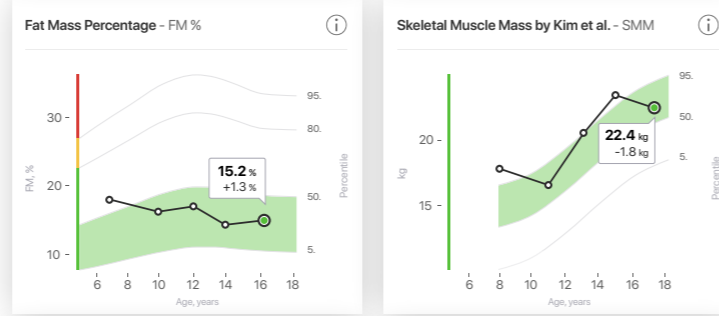 Fat Mass Percentage - FM %
i
95.
80.
50.
5.
30
20
10
FM, %
Percentile
15.2 %
+1.3 %
6 8 10 12 14 16 18
Age, years
Skeletal Muscle Mass by Kim et al. - SMM
i
95.
50.
5.
20
15
kg
Percentile
22.4 kg
-1.8 kg
6 8 10 12 14 16 18
Age, years